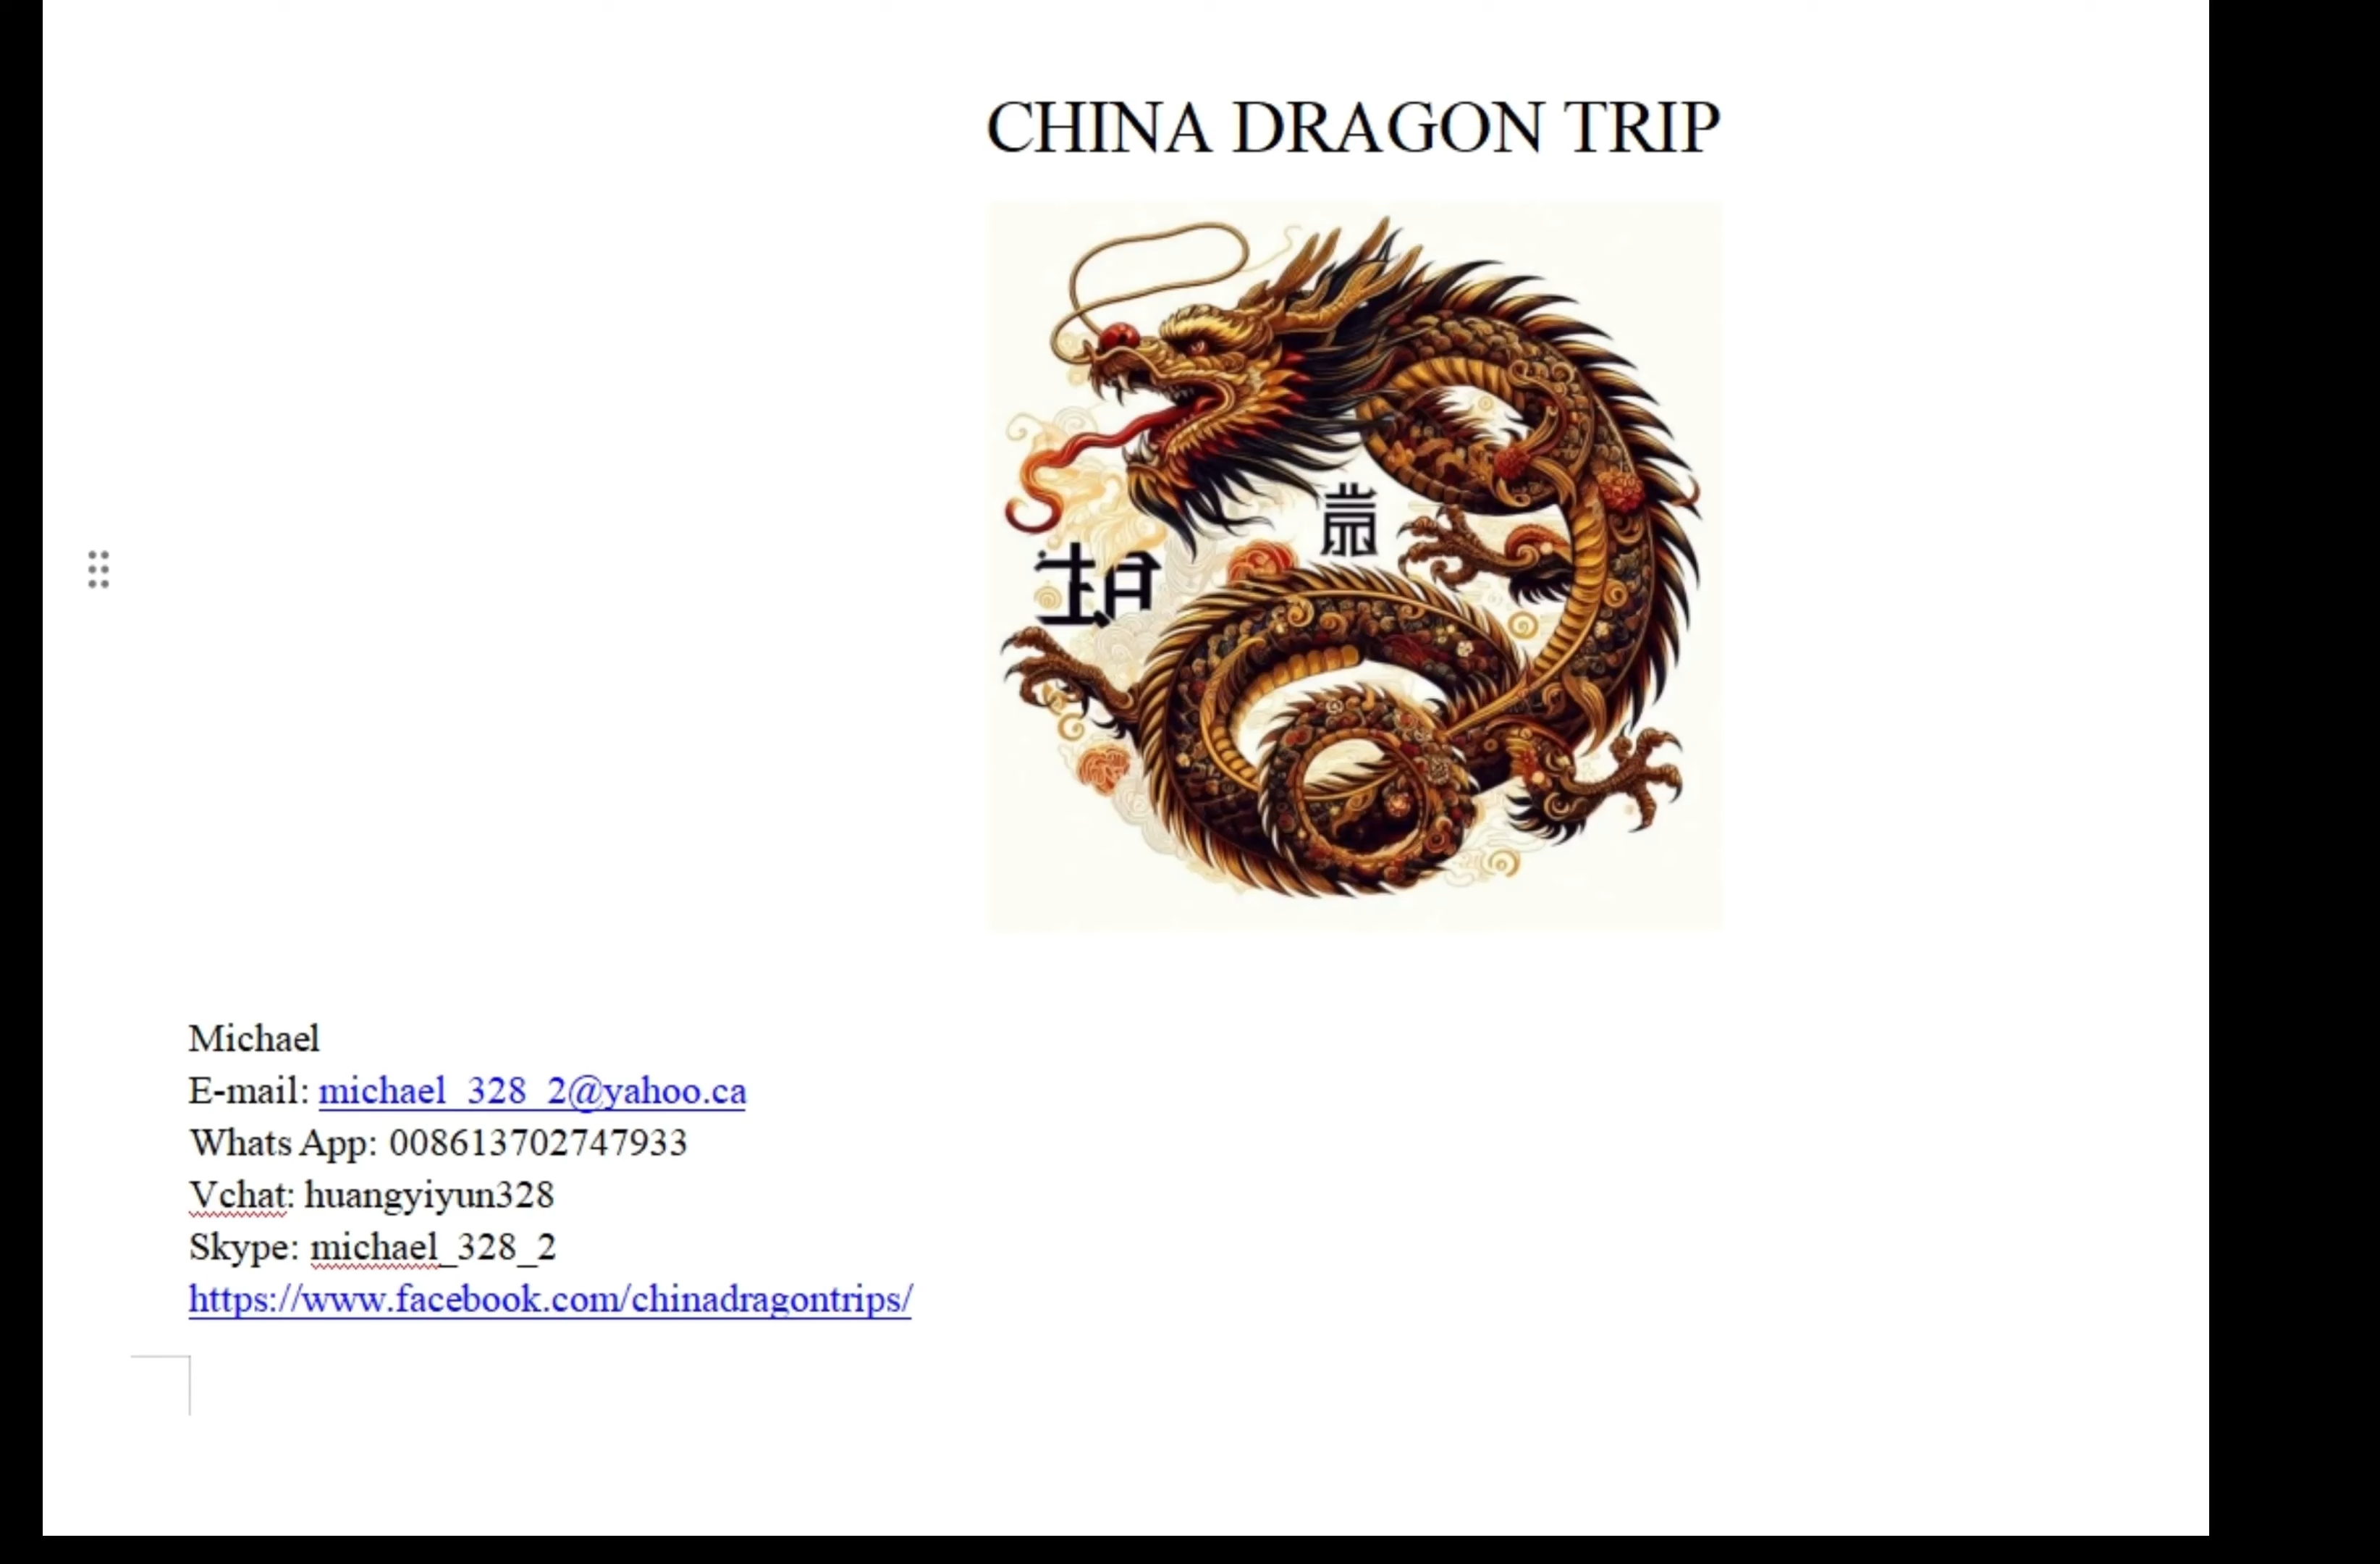 CHINA DRAGON TRIP
Michael
E-mail: michael_328_2@yahoo.ca
Whats App: 008613702747933
Vchat: huangyiyun328
Skype: michael_328_2
https://www.facebook.com/chinadragontrips/